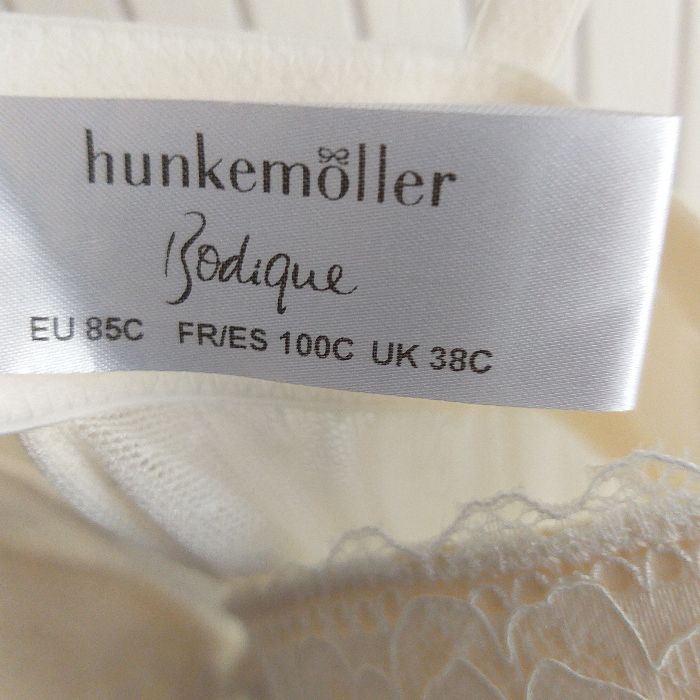 hunkemöller
Bodique
EU 85C FR/ES 100C UK 38C